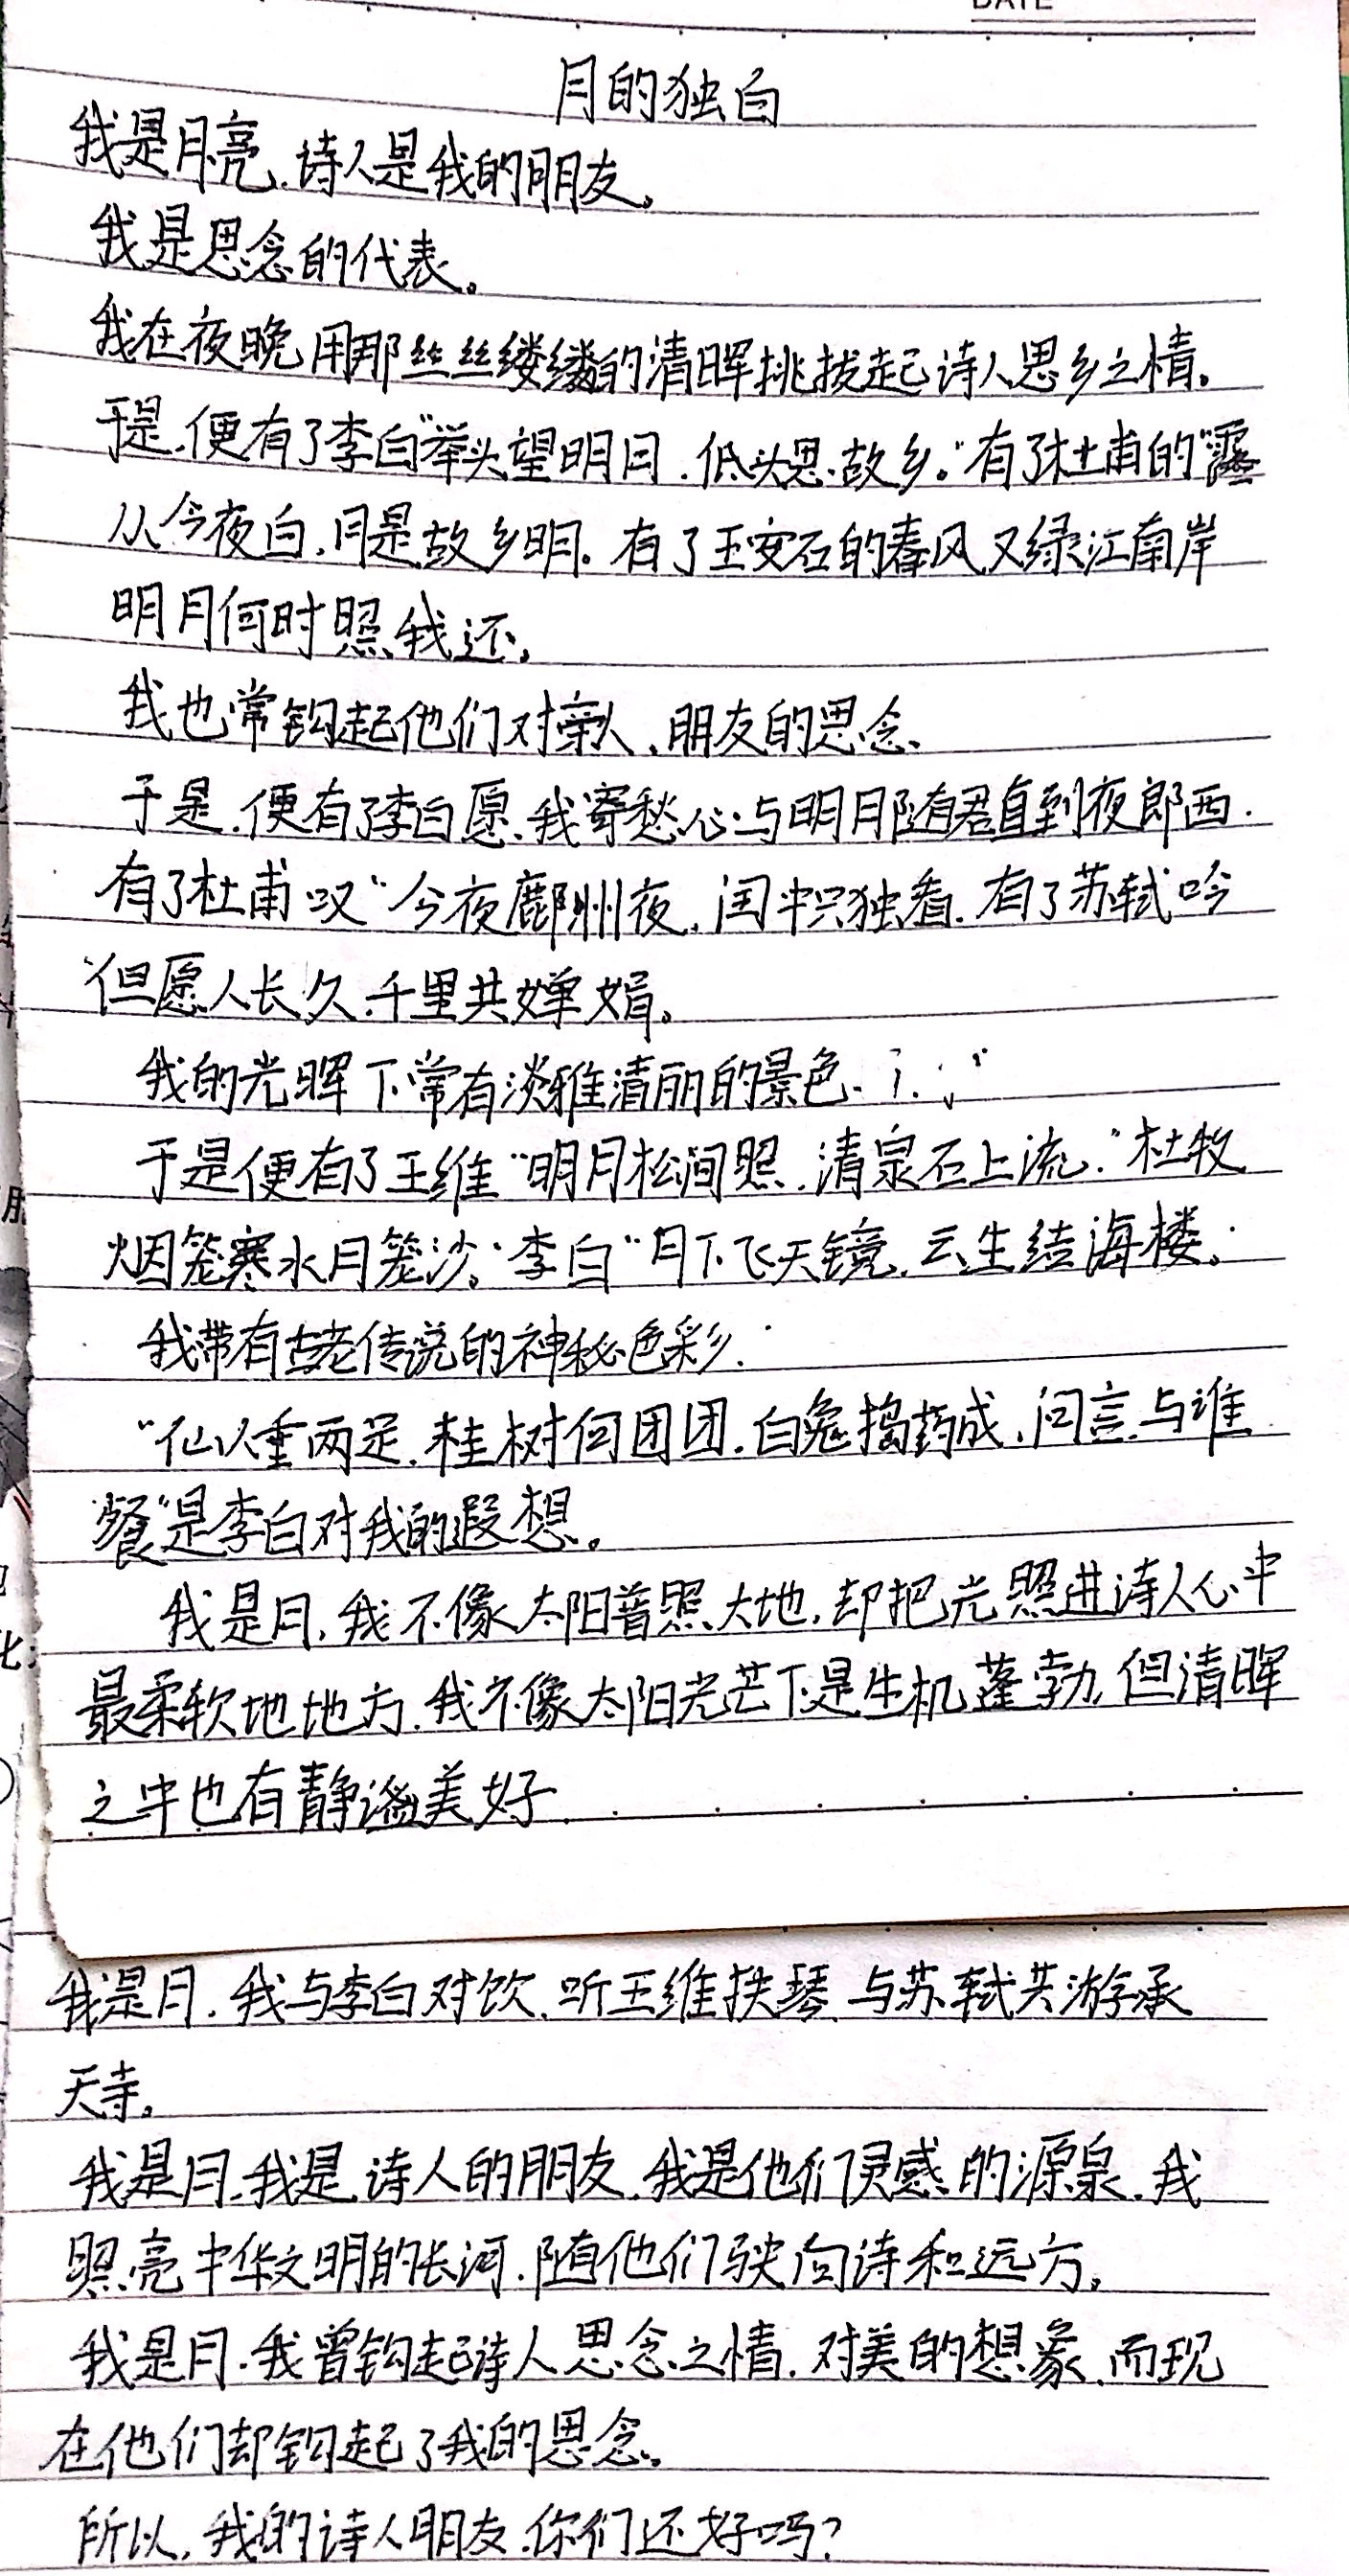 DATE
月的独白
我是月亮，诗人是我的朋友。
我是思念的代表。
我在夜晚用那丝丝缕缕的清晖挑拨起诗人思乡之情。
于是，便有了李白"举头望明月，低头思故乡。"有了杜甫的"露
从今夜白，月是故乡明。有了王安石的春风又绿江南岸
明月何时照我还。
我也常钩起他们对亲人、朋友的思念、
于是，便有了李白愿，我寄愁心与明月随君直到夜郎西.
有了杜甫叹"今夜鄜州夜，闺中只独看.有了苏轼吟
"但愿人长久，千里共婵娟。
我的光晖下常有淡雅清丽的景色.
于是便有了王维"明月松间照，清泉石上流."杜牧
烟笼寒水月笼沙。"李白"月下飞天镜，云生结海楼。
我带有古老传说的神秘色彩.
"仙人垂两足，桂树何团团.白兔捣药成，问言与谁
餐"是李白对我的遐想。
我是月，我不像太阳普照大地，却把光照进诗人心中
最柔软地地方.我不像太阳光芒下是生机蓬勃，但清晖
之中也有静谧美好.
我是月.我与李白对饮，听王维抚琴，与苏轼共游承
天寺。
我是月.我是诗人的朋友.我是他们灵感的源泉.我
照亮中华文明的长河.随他们驶向诗和远方。
我是月.我曾钩起诗人思念之情.对美的想象，而现
在他们却钩起了我的思念。
所以，我的诗人朋友.你们还好吗？